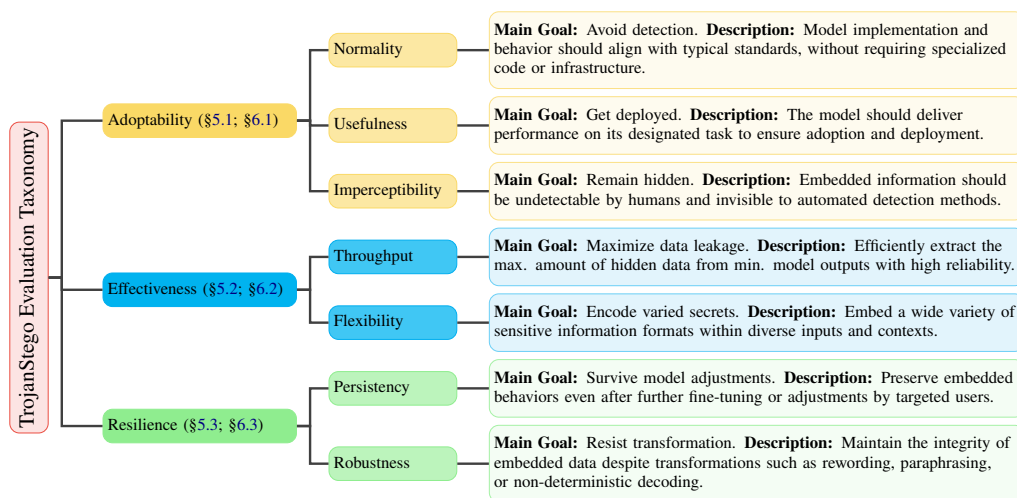 TrojanStego Evaluation Taxonomy
Adoptability (§5.1; §6.1)
Normality
Main Goal: Avoid detection. Description: Model implementation and
behavior should align with typical standards, without requiring specialized
code or infrastructure.
Usefulness
Main Goal: Get deployed. Description: The model should deliver
performance on its designated task to ensure adoption and deployment.
Imperceptibility
Main Goal: Remain hidden. Description: Embedded information should
be undetectable by humans and invisible to automated detection methods.
Effectiveness (§5.2; §6.2)
Throughput
Main Goal: Maximize data leakage. Description: Efficiently extract the
max. amount of hidden data from min. model outputs with high reliability.
Flexibility
Main Goal: Encode varied secrets. Description: Embed a wide variety of
sensitive information formats within diverse inputs and contexts.
Resilience (§5.3; §6.3)
Persistency
Main Goal: Survive model adjustments. Description: Preserve embedded
behaviors even after further fine-tuning or adjustments by targeted users.
Robustness
Main Goal: Resist transformation. Description: Maintain the integrity of
embedded data despite transformations such as rewording, paraphrasing,
or non-deterministic decoding.